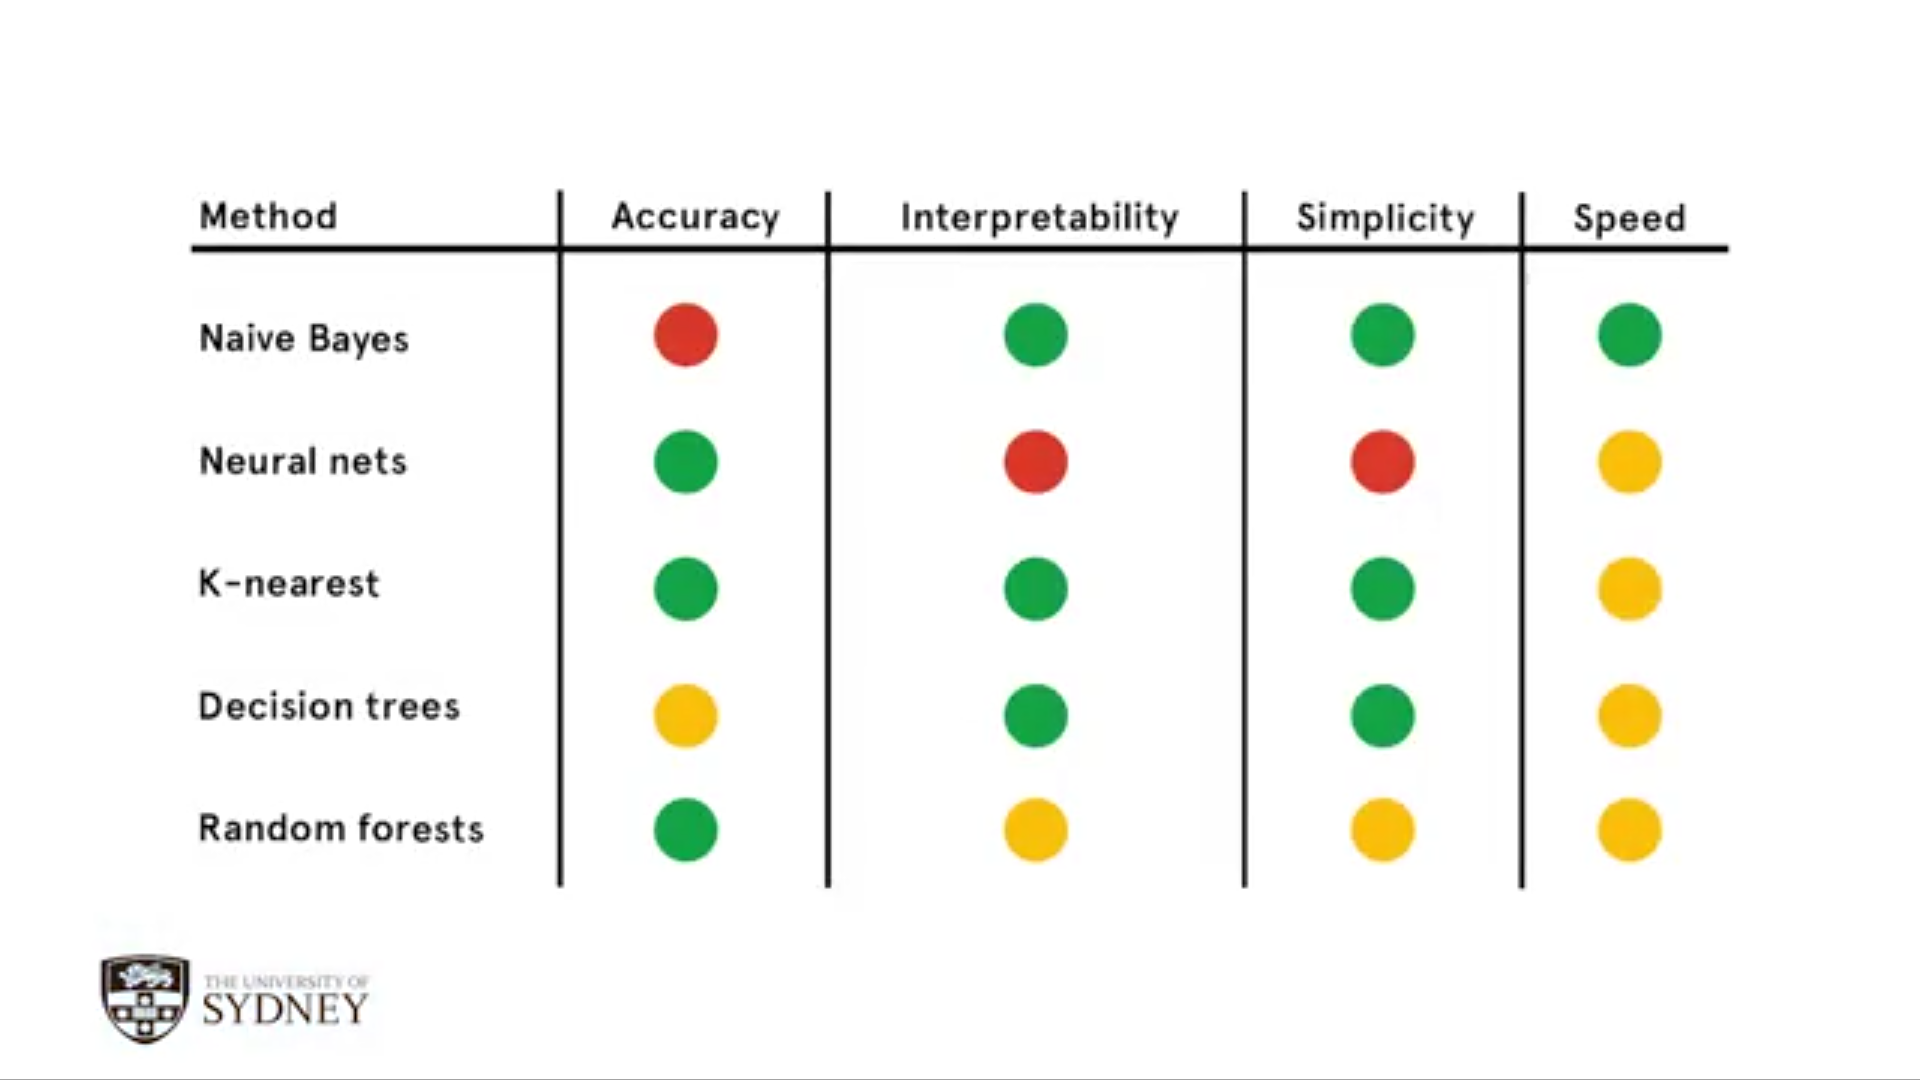 Method Accuracy Interpretability Simplicity Speed
Naive Bayes
Neural nets
K-nearest
Decision trees
Random forests
THE UNIVERSITY OF
SYDNEY